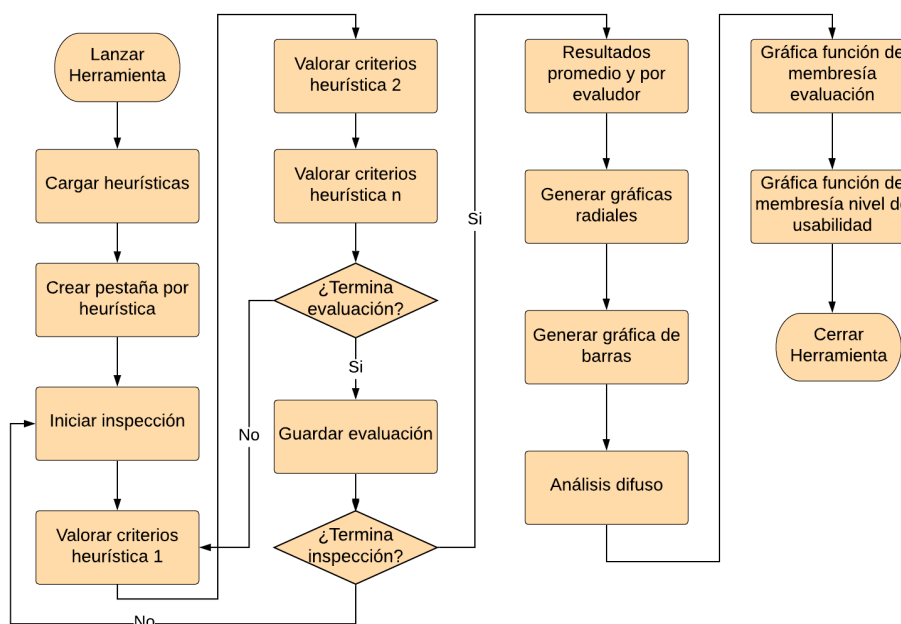 Lanzar
Herramienta
Cargar heurísticas
Crear pestaña por
heurística
Iniciar inspección
Valorar criterios
heurística 1
Valorar criterios
heurística 2
Valorar criterios
heurística n
¿Termina
evaluación?
Si
No
Guardar evaluación
¿Termina
inspección?
No
Si
Resultados
promedio y por
evaludor
Generar gráficas
radiales
Generar gráfica de
barras
Análisis difuso
Gráfica función de
membresía
evaluación
Gráfica función de
membresía nivel de
usabilidad
Cerrar
Herramienta